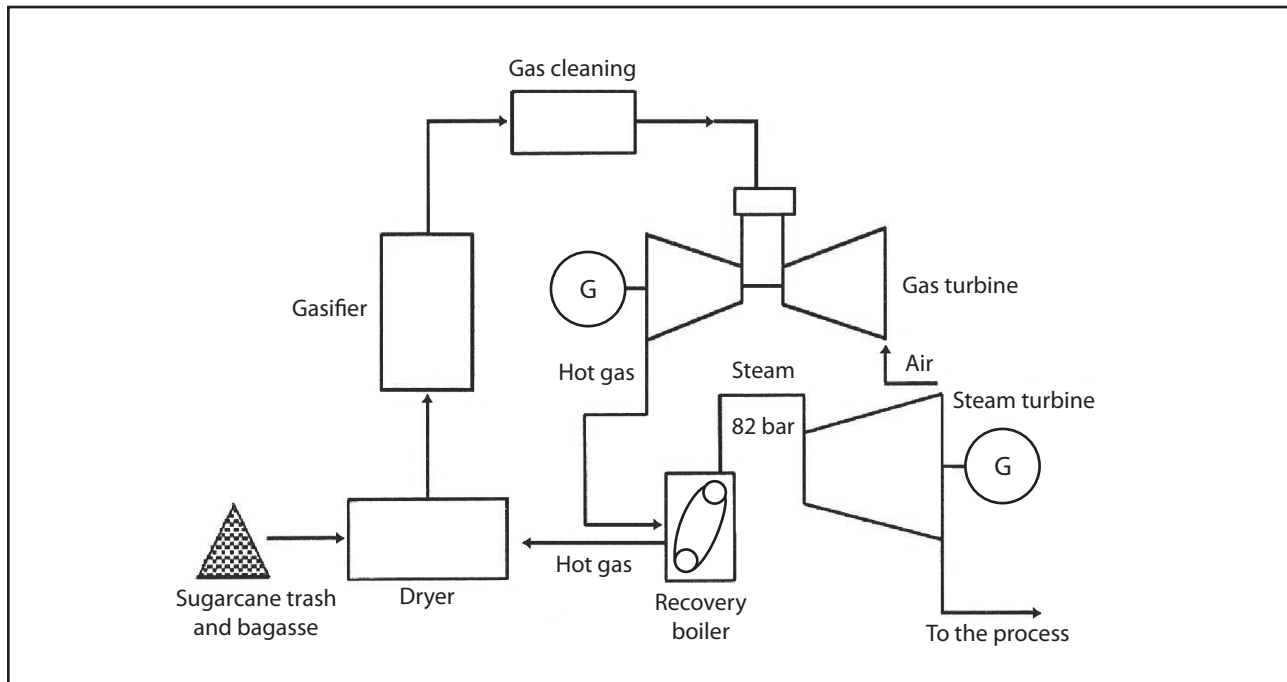 Gas cleaning
Gasifier
G
Gas turbine
Hot gas
Steam
Air
Steam turbine
82 bar
G
Hot gas
Sugarcane trash
and bagasse
Dryer
Recovery
boiler
To the process